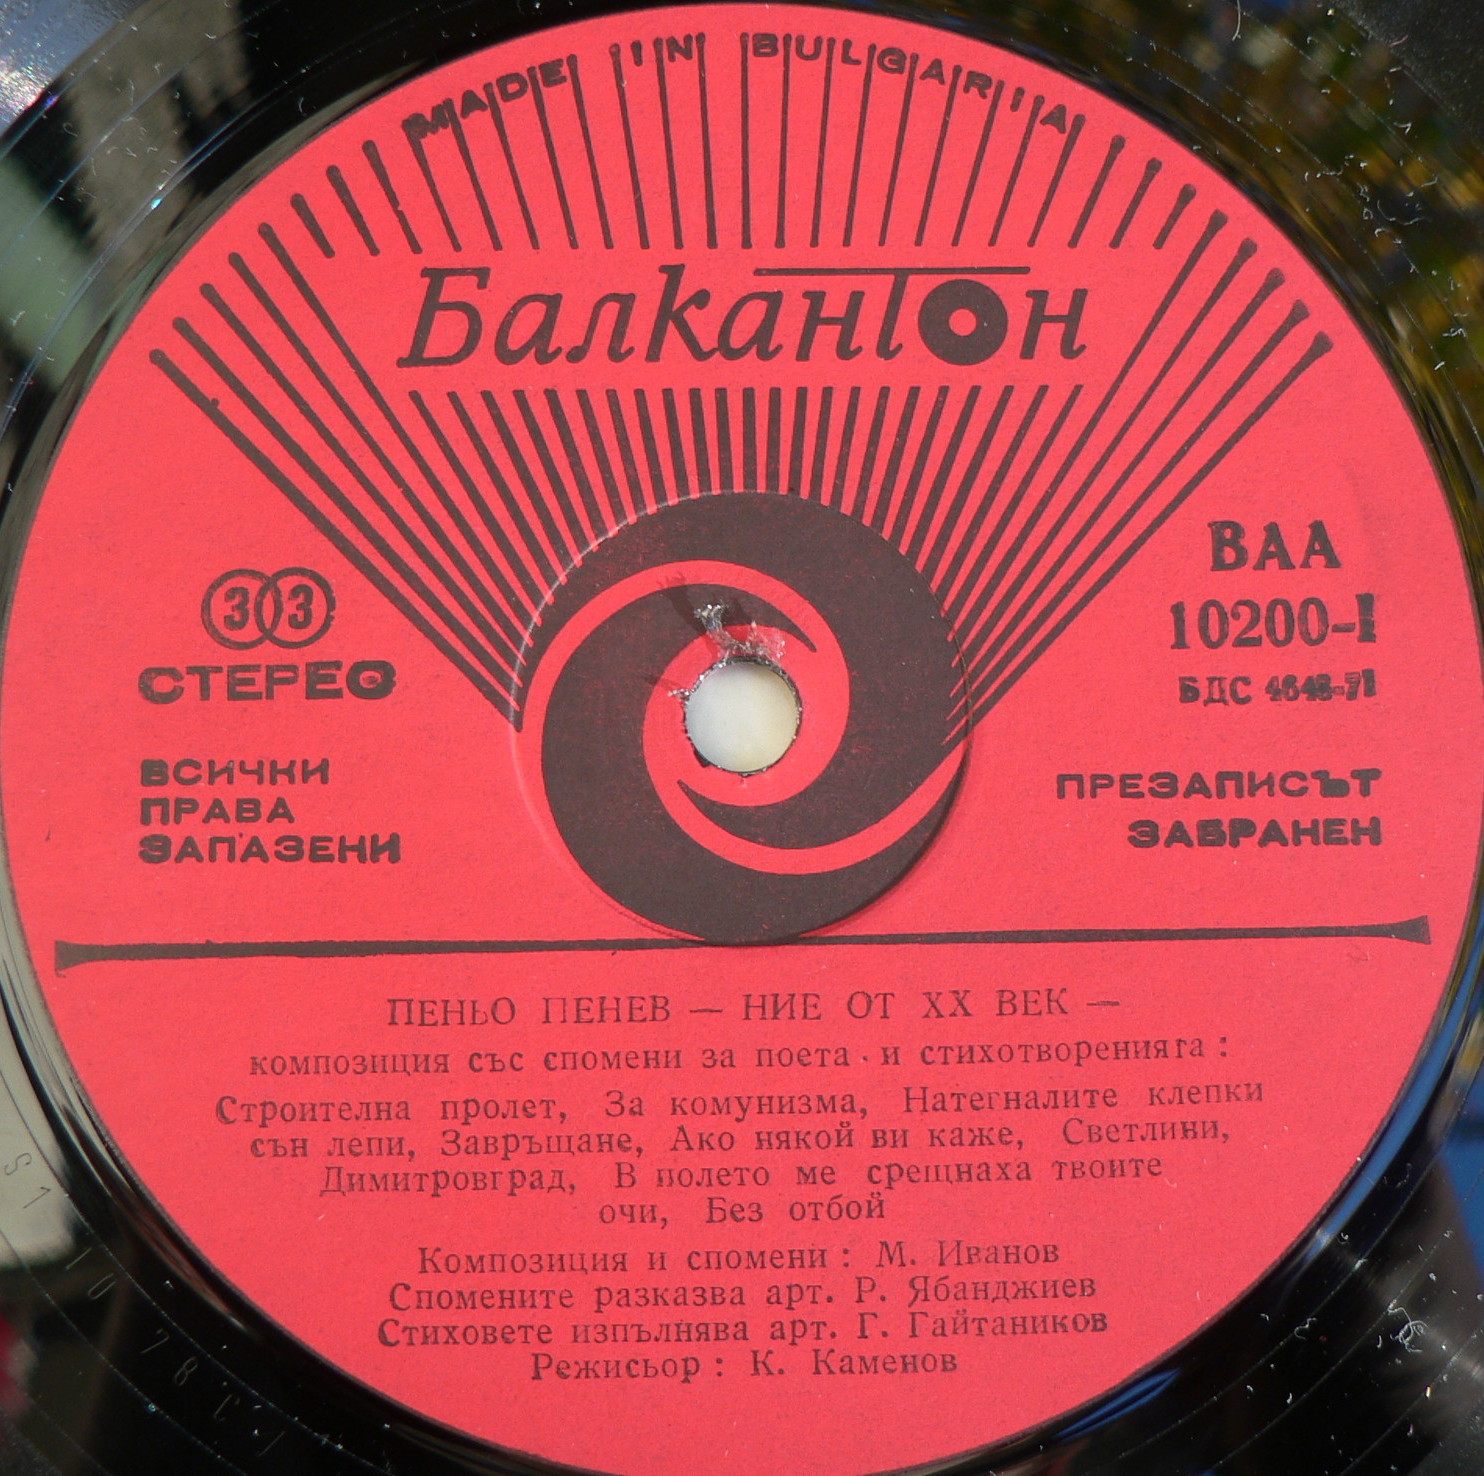 MADE IN BULGARIA
Балкантон
33
СТЕРЕО
ВСИЧКИ
ПРАВА
ЗАПАЗЕНИ
ВАА
10200-I
БДС 4648-71
ПРЕЗАПИСЪТ
ЗАБРАНЕН
ПЕНЬО ПЕНЕВ — НИЕ ОТ XX ВЕК —
композиция със спомени за поета и стихотворенията :
Строителна пролет, За комунизма, Натегналите клепки
сън лепи, Завръщане, Ако някой ви каже, Светлини,
Димитровград, В полето ме срещнаха твоите
очи, Без отбой
Композиция и спомени : М. Иванов
Спомените разказва арт. Р. Ябанджиев
Стиховете изпълнява арт. Г. Гайтаников
Режисьор : К. Каменов